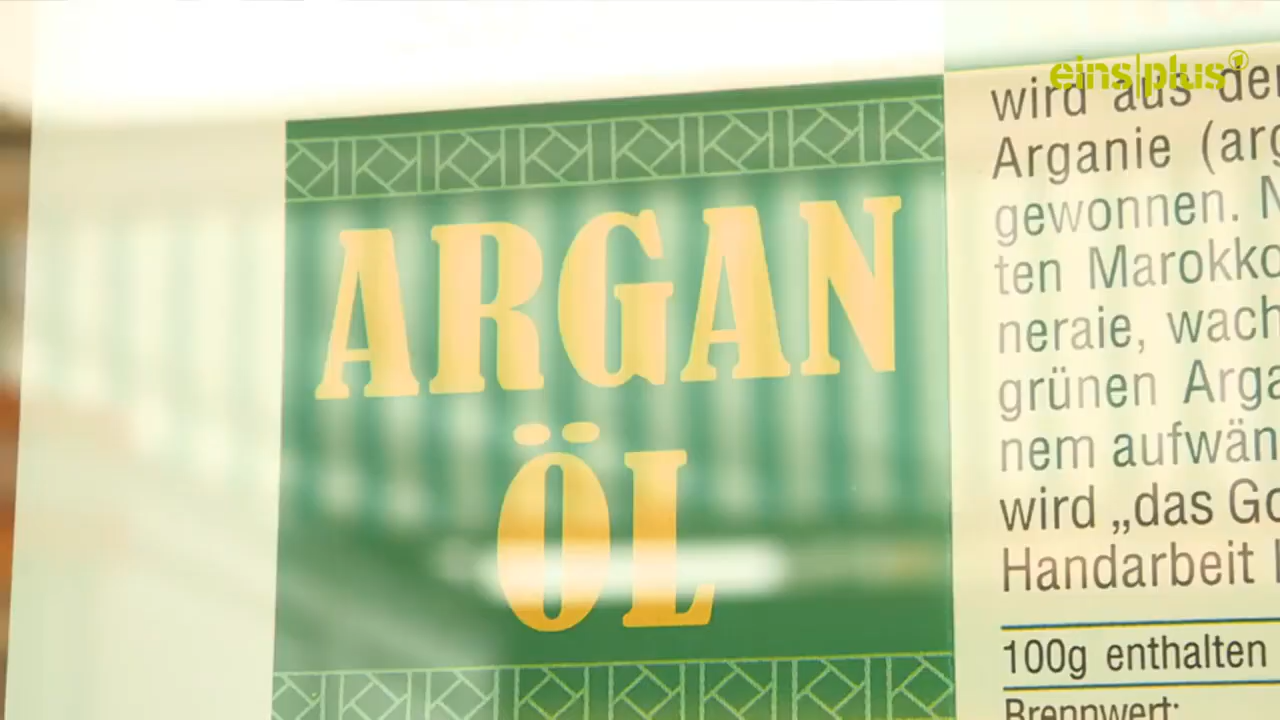 eins|plus
ARGAN
ÖL
wird aus der
Arganie (arg
gewonnen.
ten Marokko
neraie, wach
grünen Arga
nem aufwän
wird „das Go
Handarbeit
100g enthalten
Brennwert: